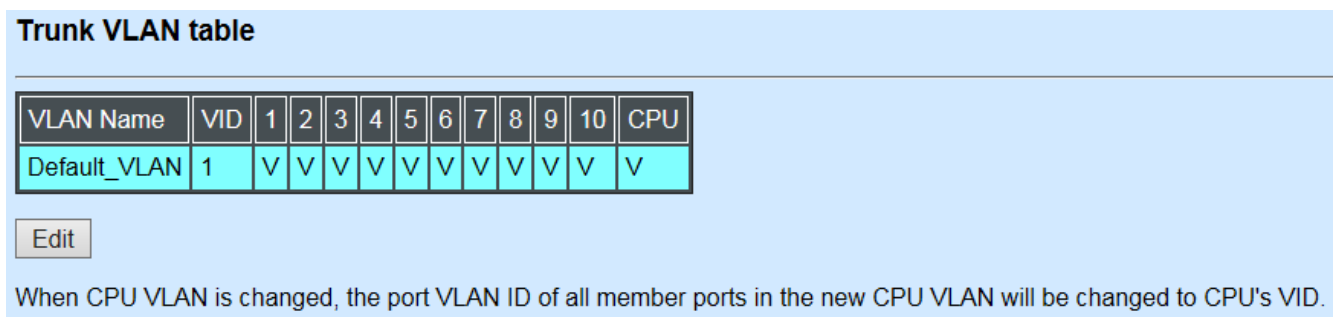 Trunk VLAN table
VLAN Name VID 1 2 3 4 5 6 7 8 9 10 CPU
Default_VLAN 1 V V V V V V V V V V V
Edit
When CPU VLAN is changed, the port VLAN ID of all member ports in the new CPU VLAN will be changed to CPU's VID.